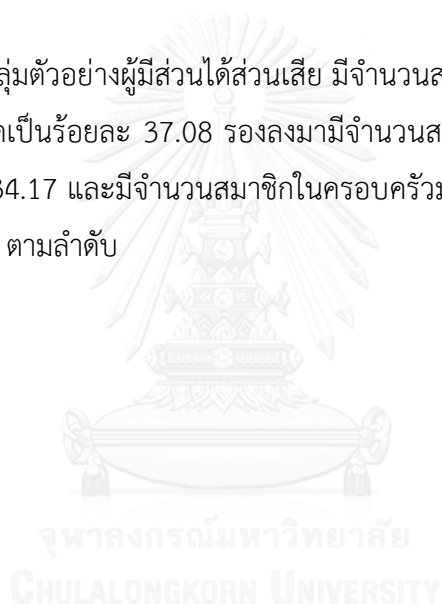 ลุ่มตัวอย่างผู้มีส่วนได้ส่วนเสีย มีจำนวนส
ดเป็นร้อยละ 37.08 รองลงมามีจำนวนส
34.17 และมีจำนวนสมาชิกในครอบครัวม
ตามลำดับ
จุฬาลงกรณ์มหาวิทยาลัย
CHULALONGKORN UNIVERSITY